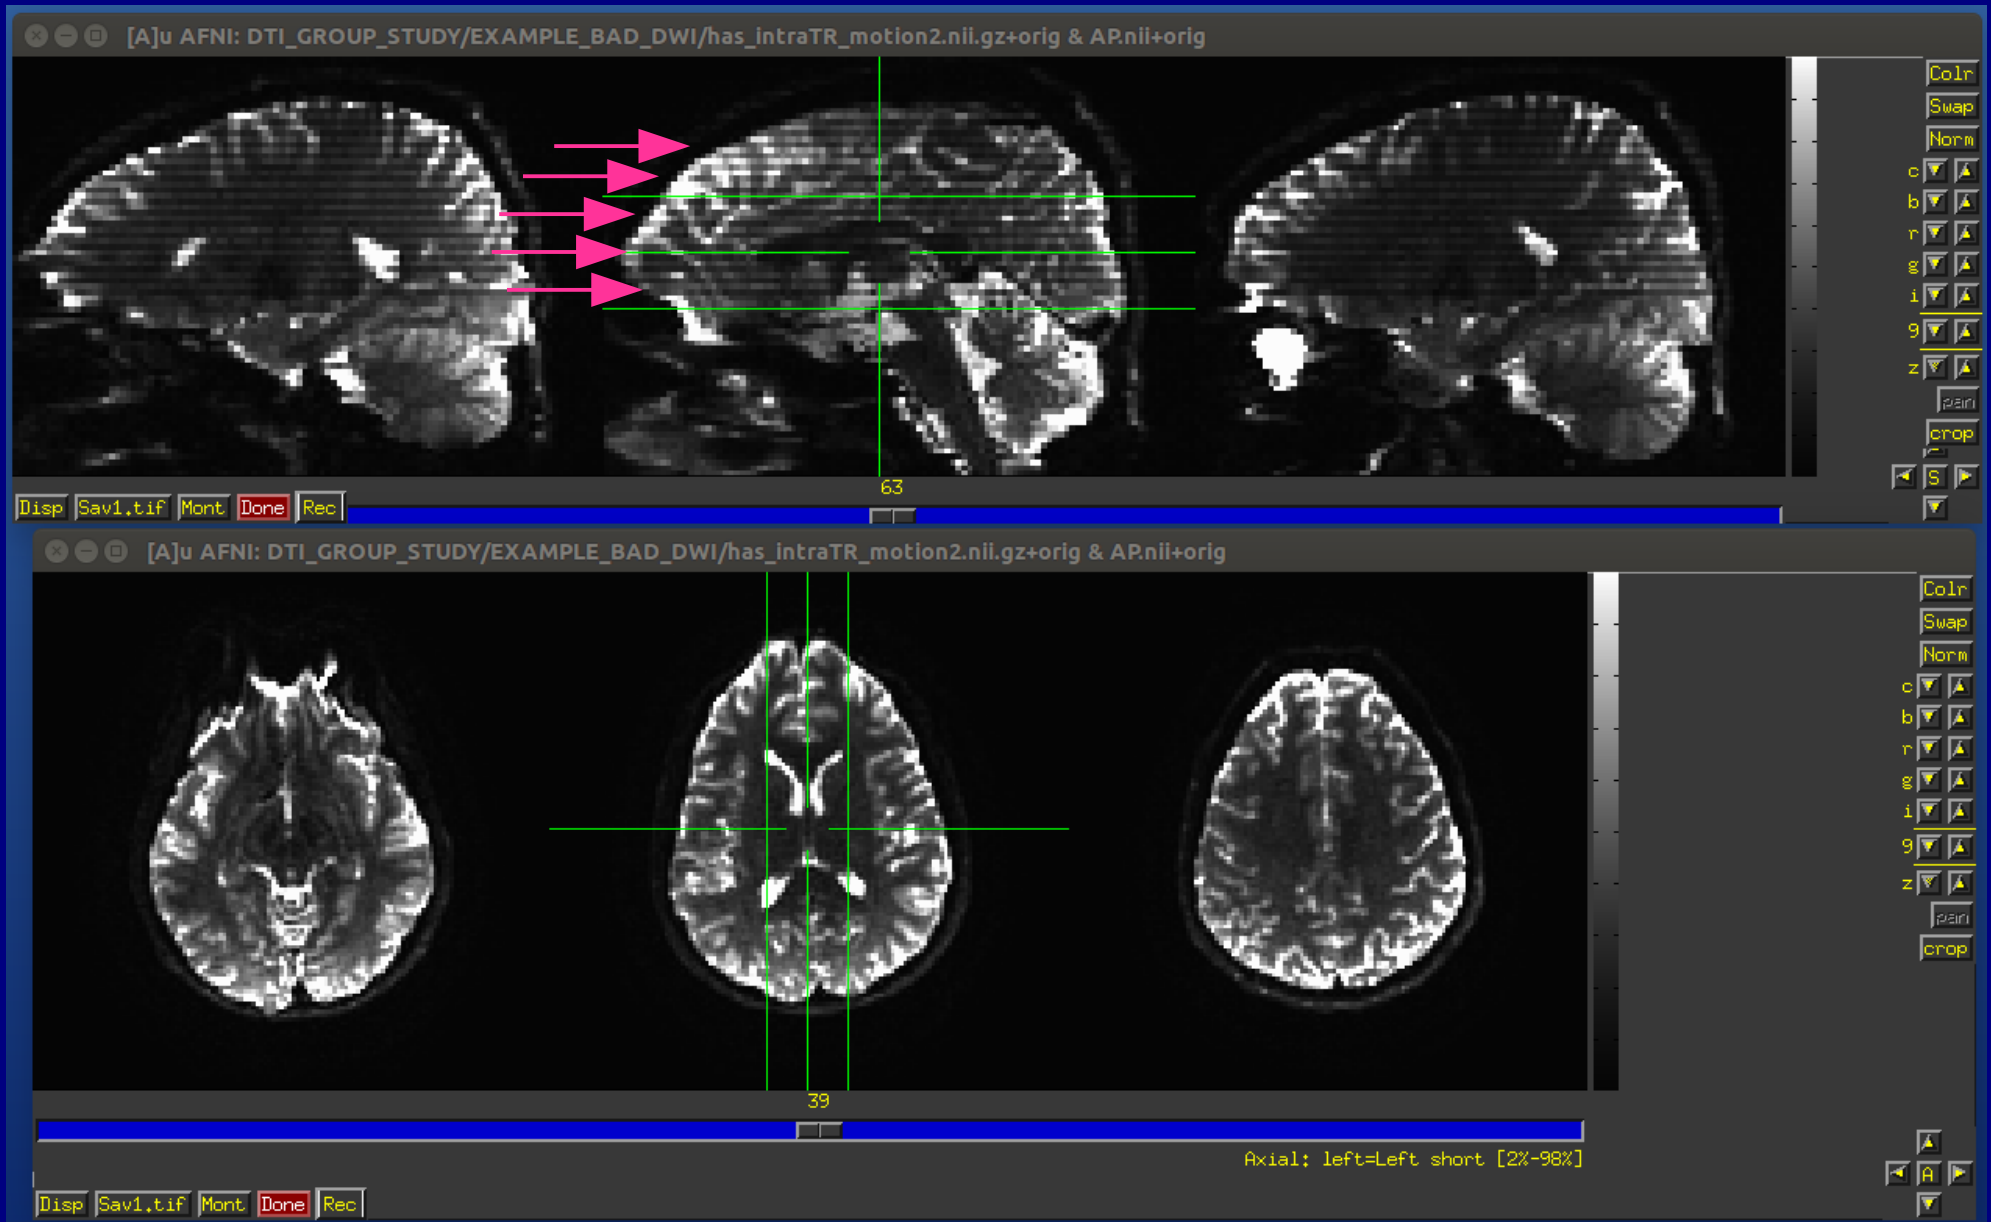 [A]u AFNI: DTI_GROUP_STUDY/EXAMPLE_BAD_DWI/has_intraTR_motion2.nii.gz+orig & AP.nii+orig
Colr
Swap
Norm
c
b
r
g
i
9
z
pan
crop
S
63
Disp Sav1.tif Mont Done Rec
[A]u AFNI: DTI_GROUP_STUDY/EXAMPLE_BAD_DWI/has_intraTR_motion2.nii.gz+orig & AP.nii+orig
Colr
Swap
Norm
c
b
r
g
i
9
z
pan
crop
39
Axial: left=Left short [2%-98%]
A
Disp Sav1.tif Mont Done Rec